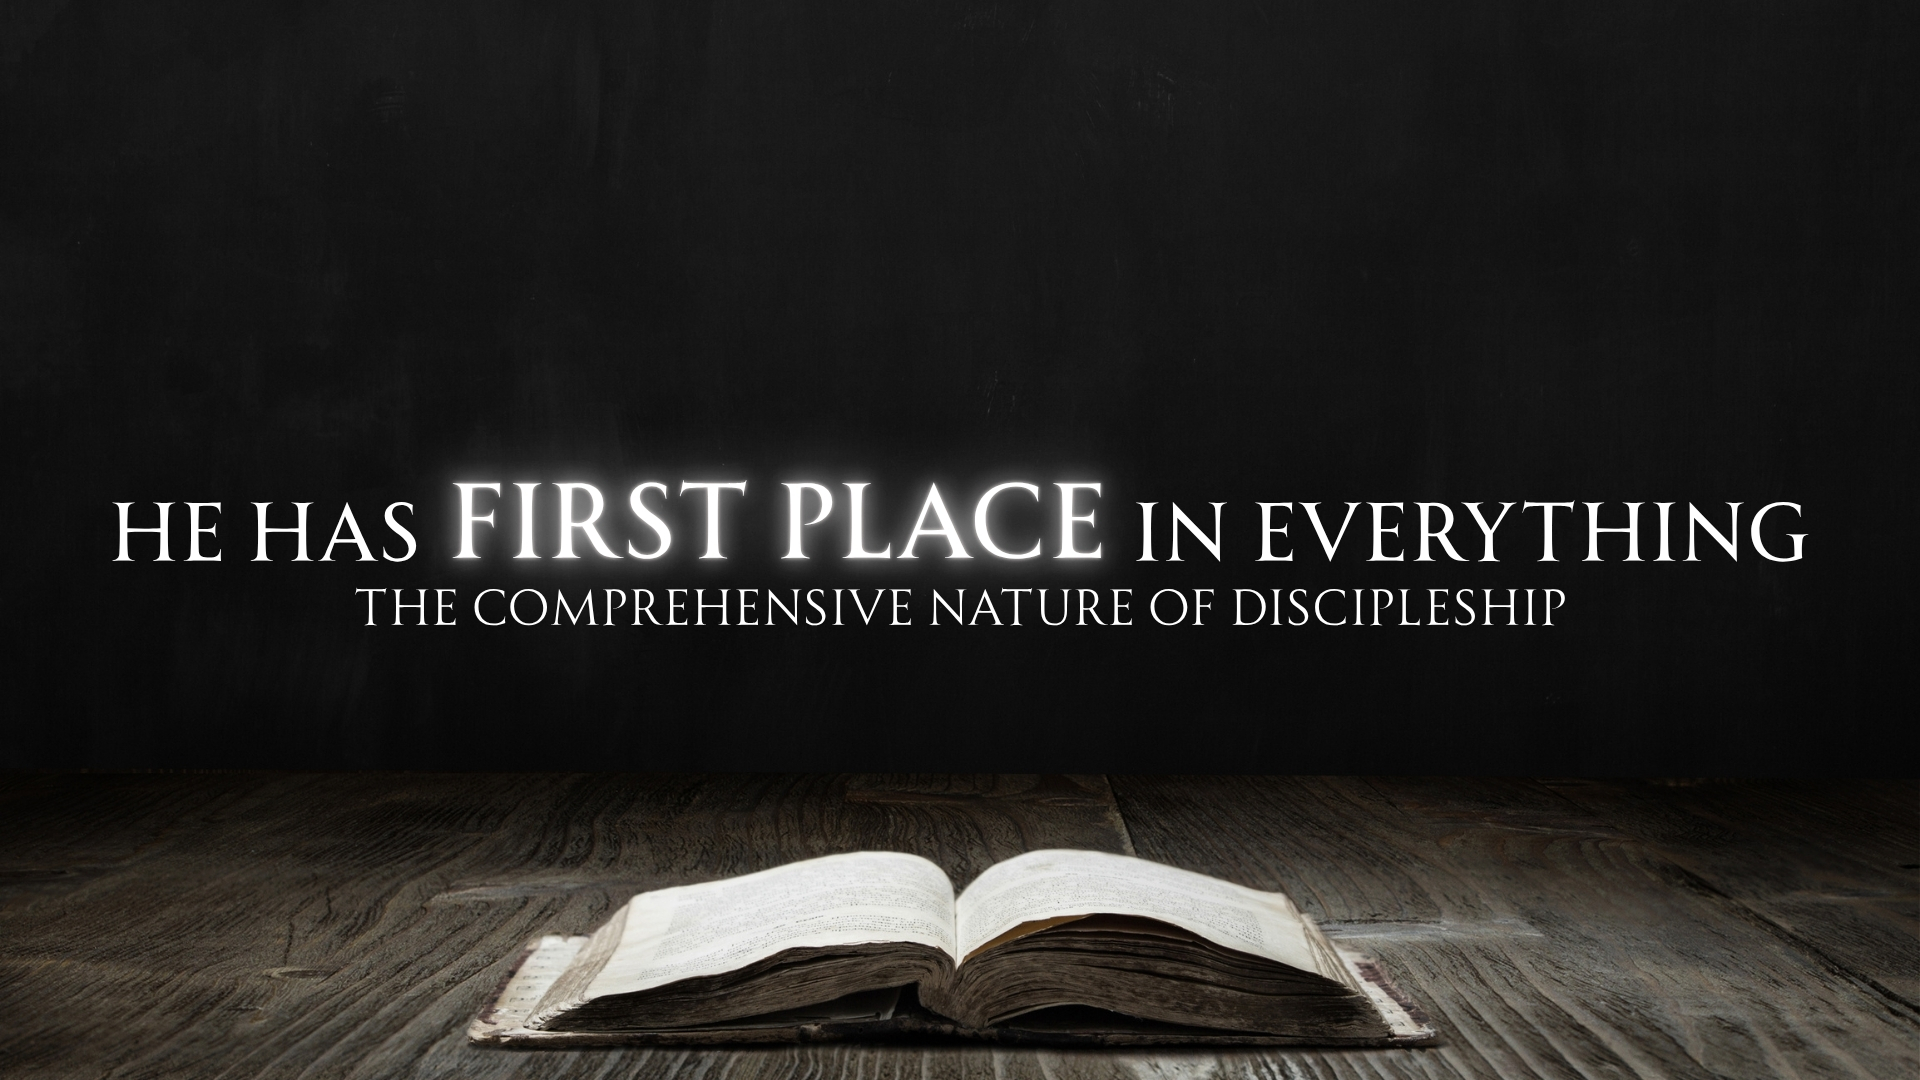 HE HAS FIRST PLACE IN EVERYTHING
THE COMPREHENSIVE NATURE OF DISCIPLESHIP